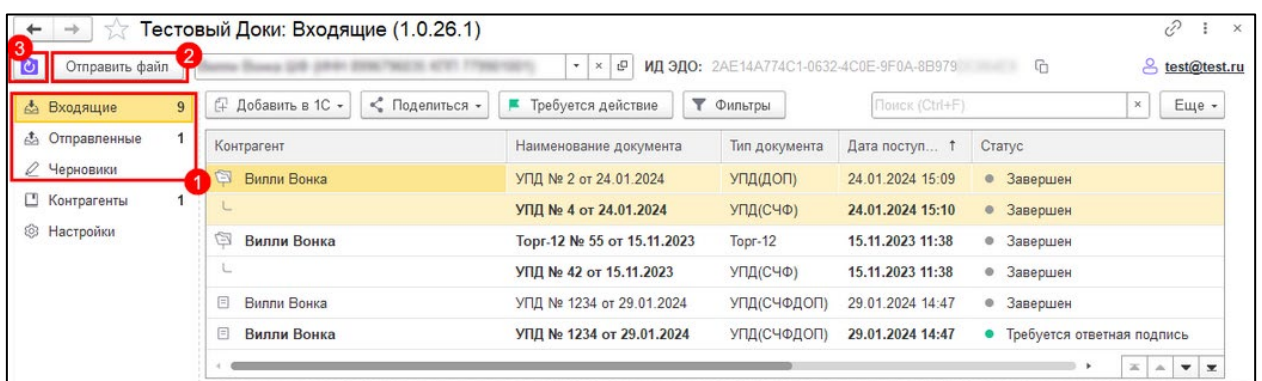 Тестовый Доки: Входящие (1.0.26.1)
3
Отправить файл
2
ИД ЭДО: 2AE14A774C1-0632-4C0E-9F0A-8B979
test@test.ru
Входящие 9
Отправленные 1
Черновики
1
Контрагенты 1
Настройки
Добавить в 1С Поделиться Требуется действие Фильтры Поиск (Ctrl+F) Еще
Контрагент Наименование документа Тип документа Дата поступ... ↑ Статус
Вилли Вонка УПД № 2 от 24.01.2024 УПД(ДОП) 24.01.2024 15:09 Завершен
УПД № 4 от 24.01.2024 УПД(СЧФ) 24.01.2024 15:10 Завершен
Вилли Вонка Торг-12 № 55 от 15.11.2023 Торг-12 15.11.2023 11:38 Завершен
УПД № 42 от 15.11.2023 УПД(СЧФ) 15.11.2023 11:38 Завершен
Вилли Вонка УПД № 1234 от 29.01.2024 УПД(СЧФДОП) 29.01.2024 14:47 Завершен
Вилли Вонка УПД № 1234 от 29.01.2024 УПД(СЧФДОП) 29.01.2024 14:47 Требуется ответная подпись